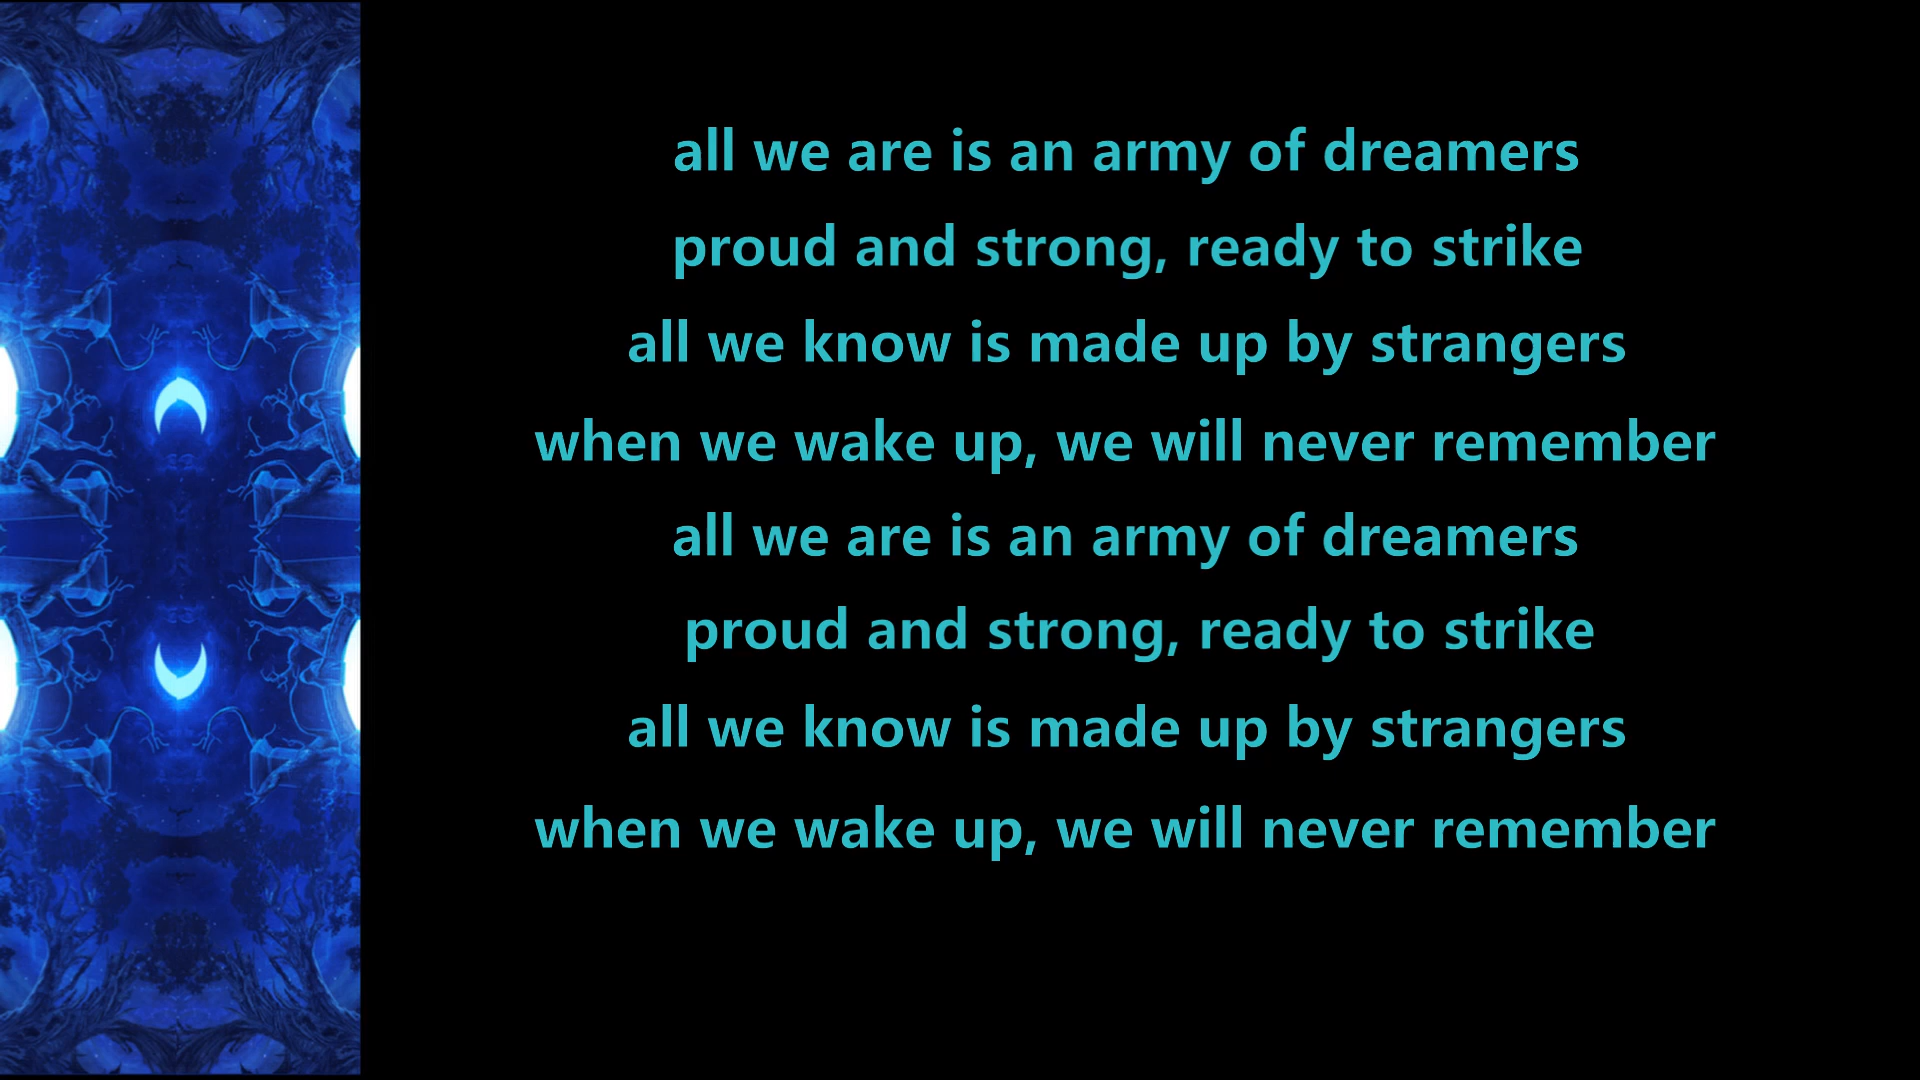 all we are is an army of dreamers
proud and strong, ready to strike
all we know is made up by strangers
when we wake up, we will never remember
all we are is an army of dreamers
proud and strong, ready to strike
all we know is made up by strangers
when we wake up, we will never remember